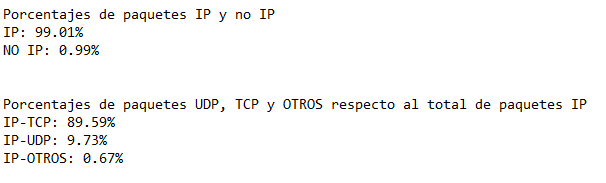 Porcentajes de paquetes IP y no IP
IP: 99.01%
NO IP: 0.99%
Porcentajes de paquetes UDP, TCP y OTROS respecto al total de paquetes IP
IP-TCP: 89.59%
IP-UDP: 9.73%
IP-OTROS: 0.67%